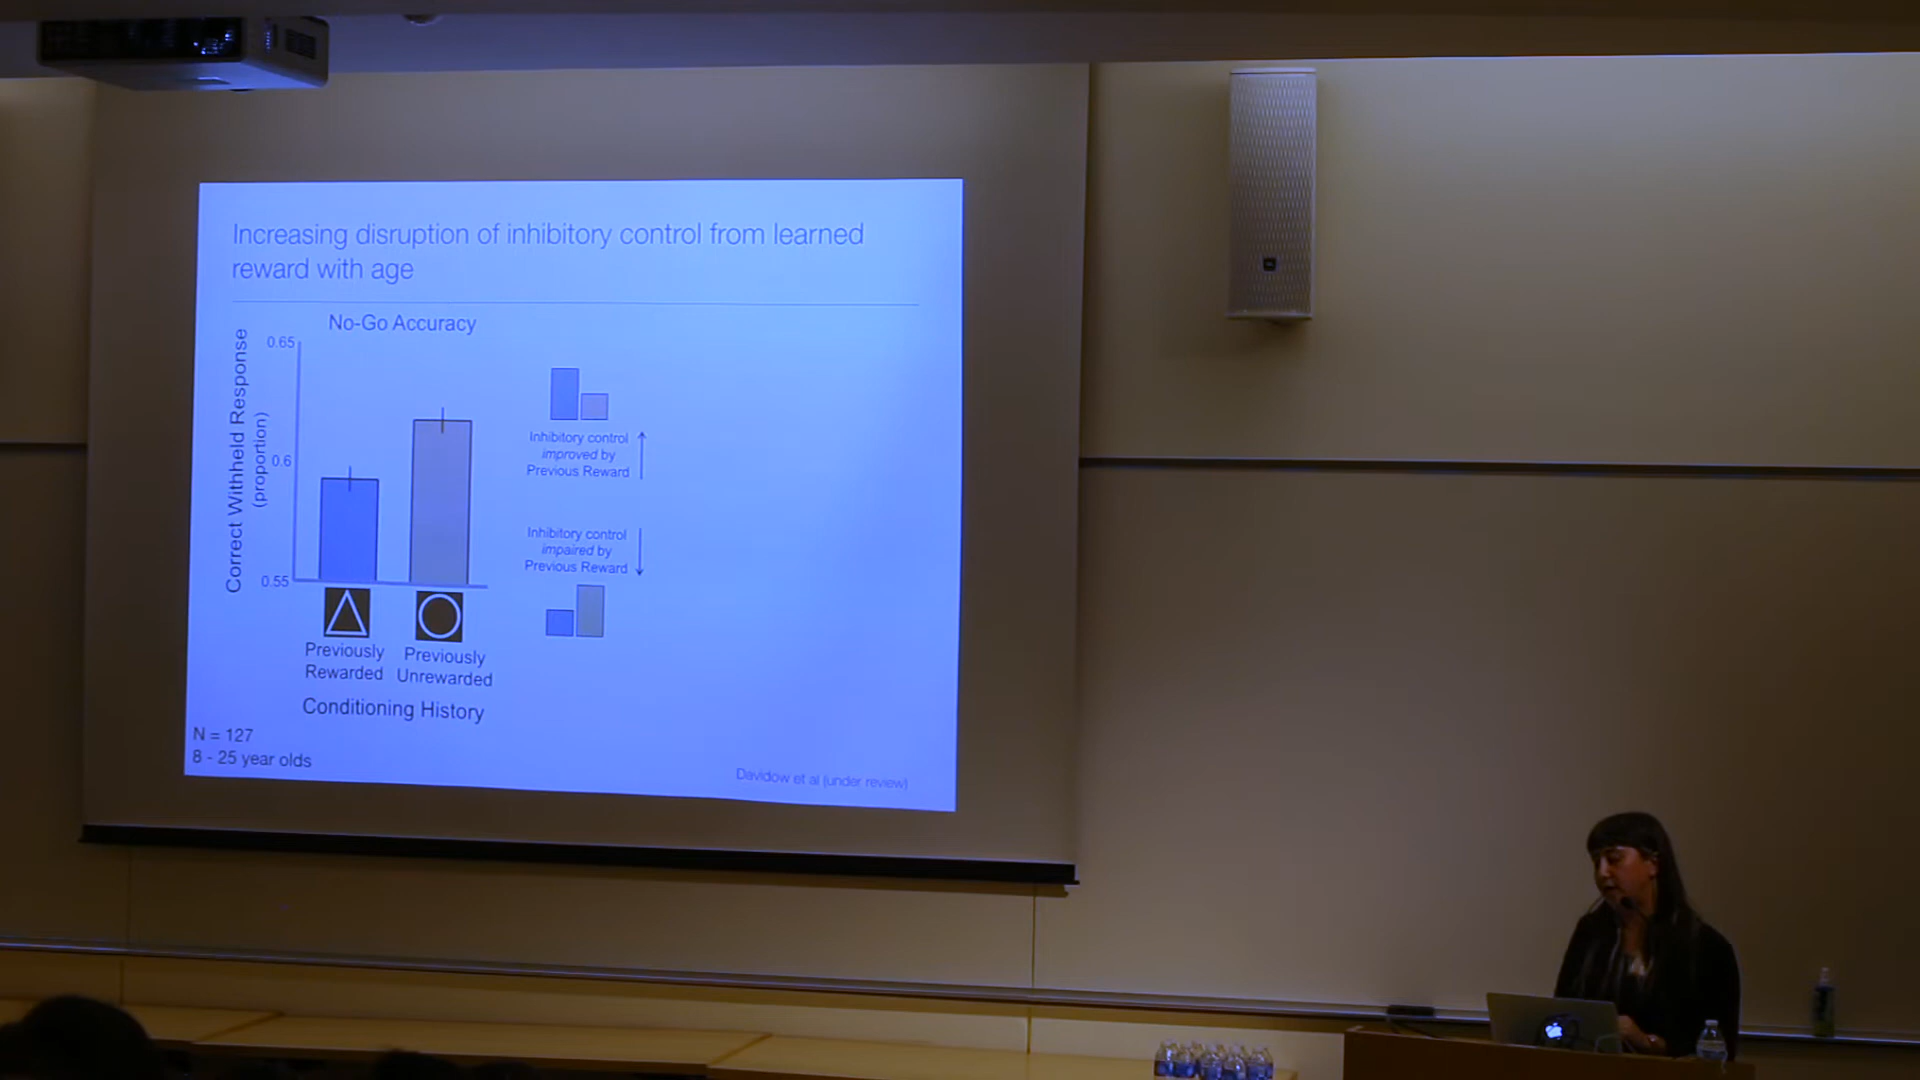 Increasing disruption of inhibitory control from learned
reward with age
No-Go Accuracy
Correct Withheld Response
(proportion)
0.65
0.6
0.55
Previously
Rewarded
Previously
Unrewarded
Conditioning History
Inhibitory control
improved by
Previous Reward
Inhibitory control
impaired by
Previous Reward
N = 127
8 - 25 year olds
Davidow et al (under review)